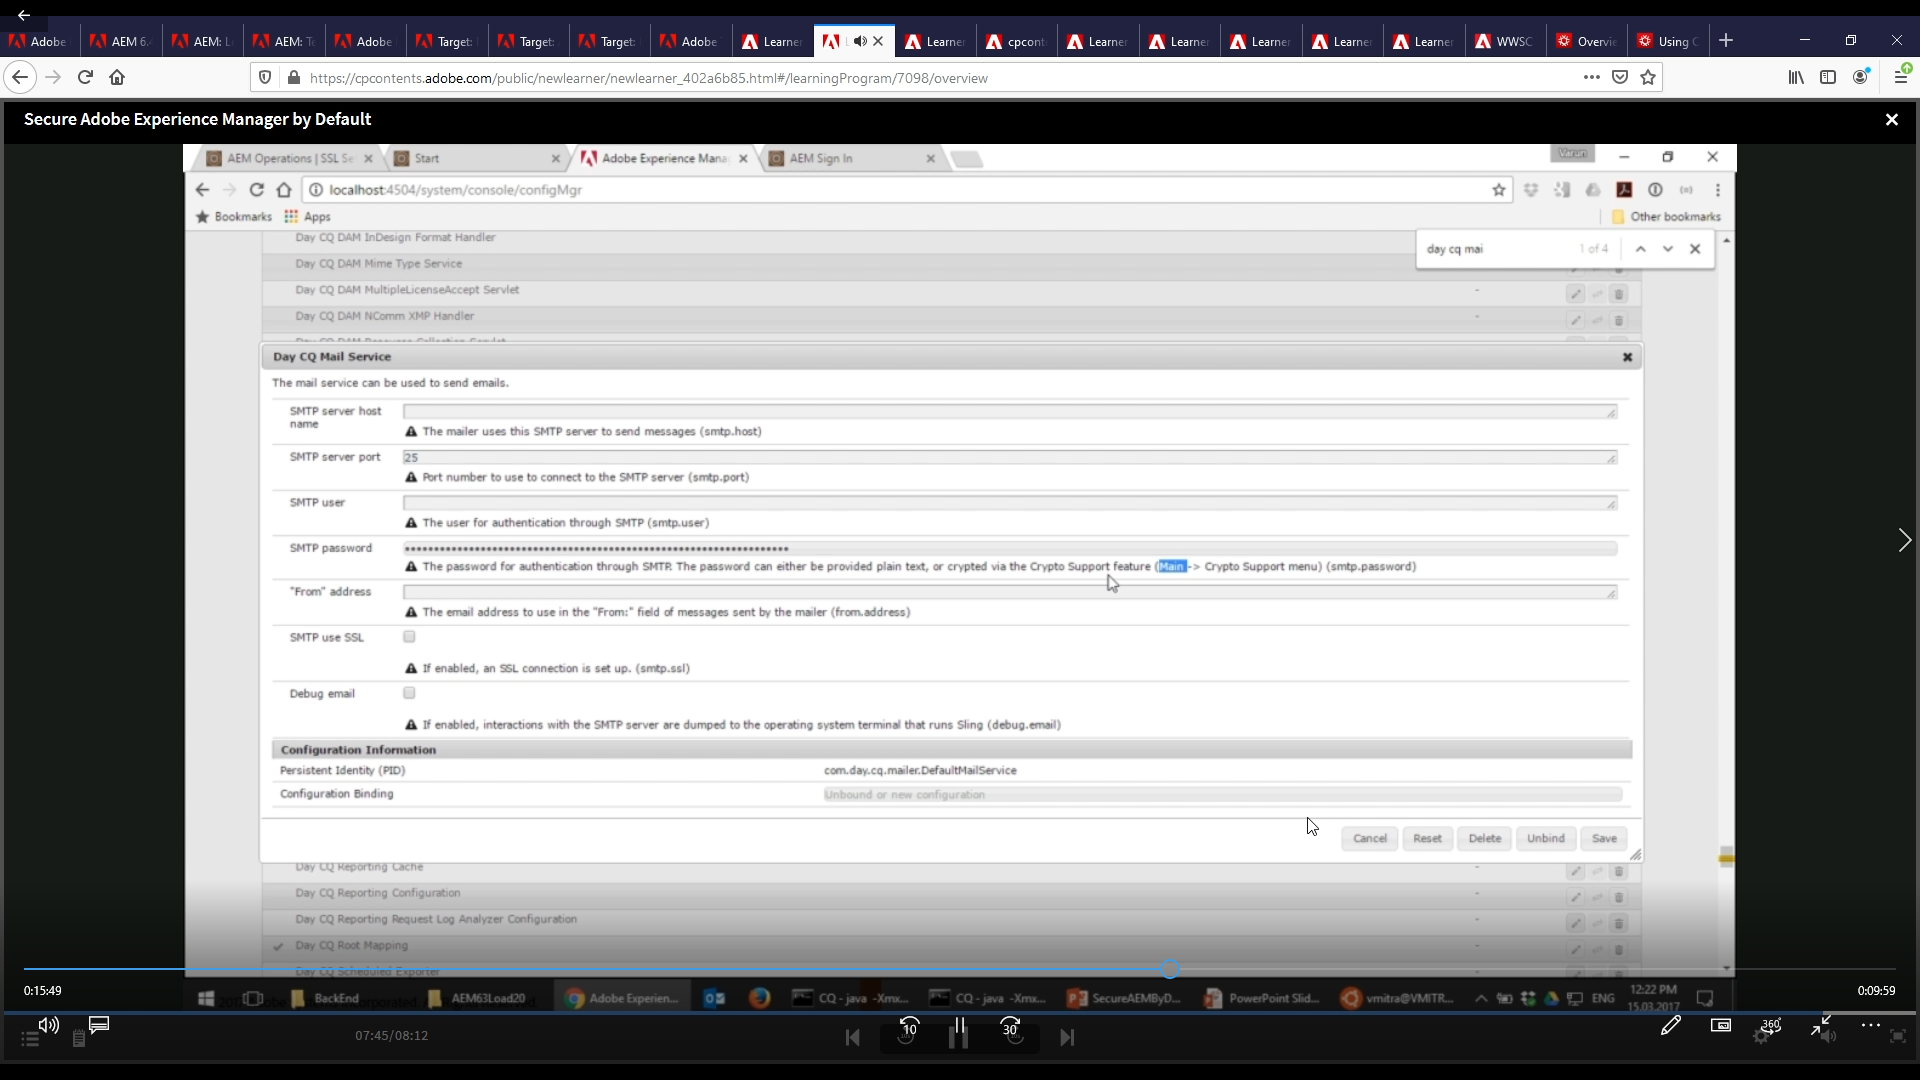 Adobe
AEM 6.
AEM: L
AEM: Te
Adobe
Target:
Target:
Target:
Adobe
Learner
Learner
cpcont
Learner
Learner
Learner
Learner
Learner
WWSC
Overvie
Using C
https://cpcontents.adobe.com/public/newlearner/newlearner_402a6b85.html#/learningProgram/7098/overview
Secure Adobe Experience Manager by Default
AEM Operations | SSL Se
Start
Adobe Experience Mana
AEM Sign In
Varun
localhost:4504/system/console/configMgr
Bookmarks
Apps
Other bookmarks
day cq mai
1 of 4
Day CQ DAM InDesign Format Handler
Day CQ DAM Mime Type Service
Day CQ DAM MultipleLicenseAccept Servlet
Day CQ DAM NComm XMP Handler
Day CQ DAM Resource Collection Servlet
Day CQ Mail Service
The mail service can be used to send emails.
SMTP server host name
The mailer uses this SMTP server to send messages (smtp.host)
SMTP server port
25
Port number to use to connect to the SMTP server (smtp.port)
SMTP user
The user for authentication through SMTP (smtp.user)
SMTP password
The password for authentication through SMTP. The password can either be provided plain text, or crypted via the Crypto Support feature (Main -> Crypto Support menu) (smtp.password)
"From" address
The email address to use in the "From:" field of messages sent by the mailer (from.address)
SMTP use SSL
If enabled, an SSL connection is set up. (smtp.ssl)
Debug email
If enabled, interactions with the SMTP server are dumped to the operating system terminal that runs Sling (debug.email)
Configuration Information
Persistent Identity (PID)
com.day.cq.mailer.DefaultMailService
Configuration Binding
Unbound or new configuration
Cancel
Reset
Delete
Unbind
Save
Day CQ Reporting Cache
Day CQ Reporting Configuration
Day CQ Reporting Request Log Analyzer Configuration
Day CQ Root Mapping
Day CQ Scheduled Exporter
0:15:49
0:09:59
BackEnd
AEM63Load20
Adobe Experien...
CQ - java -Xmx...
CQ - java -Xmx...
SecureAEMByD...
PowerPoint Slid...
vmitra@VMITR...
ENG
12:22 PM
15.03.2017
07:45/08:12
10
30
360